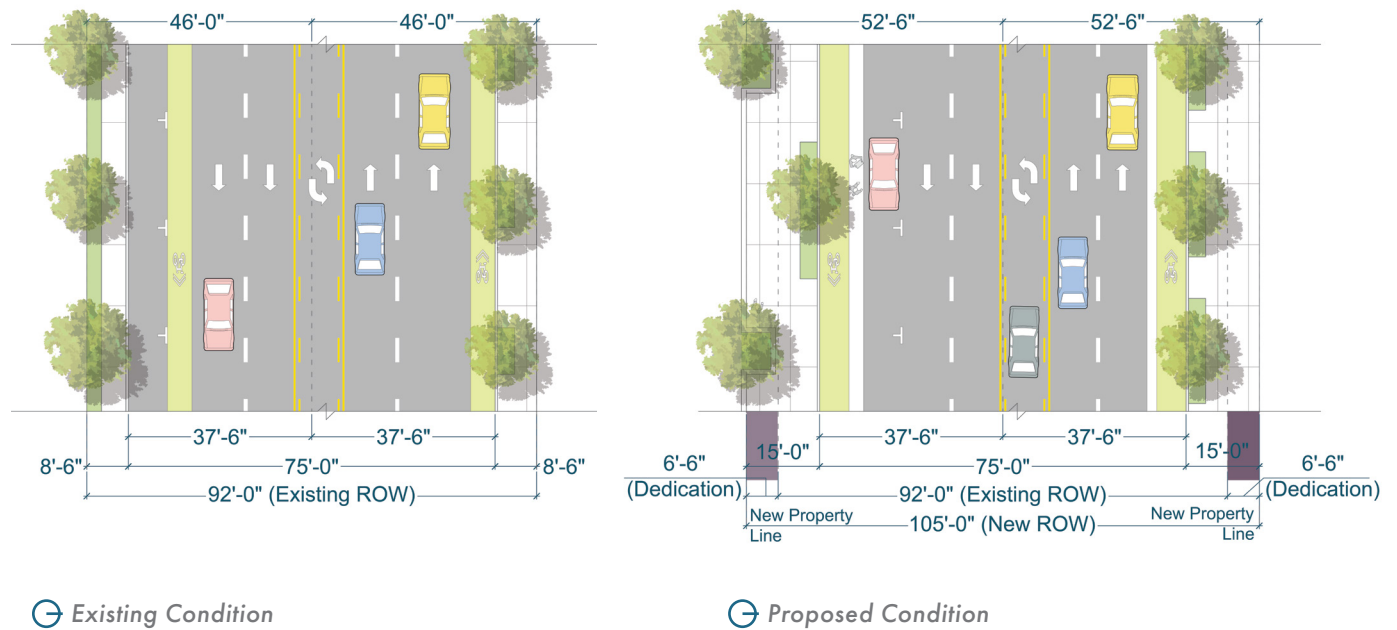 46'-0"
46'-0"
37'-6"
37'-6"
8'-6"
75'-0"
8'-6"
92'-0" (Existing ROW)
Existing Condition
52'-6"
52'-6"
37'-6"
37'-6"
15'-0"
15'-0"
6'-6"
(Dedication)
75'-0"
6'-6"
(Dedication)
92'-0" (Existing ROW)
New Property
Line
105'-0" (New ROW)
New Property
Line
Proposed Condition